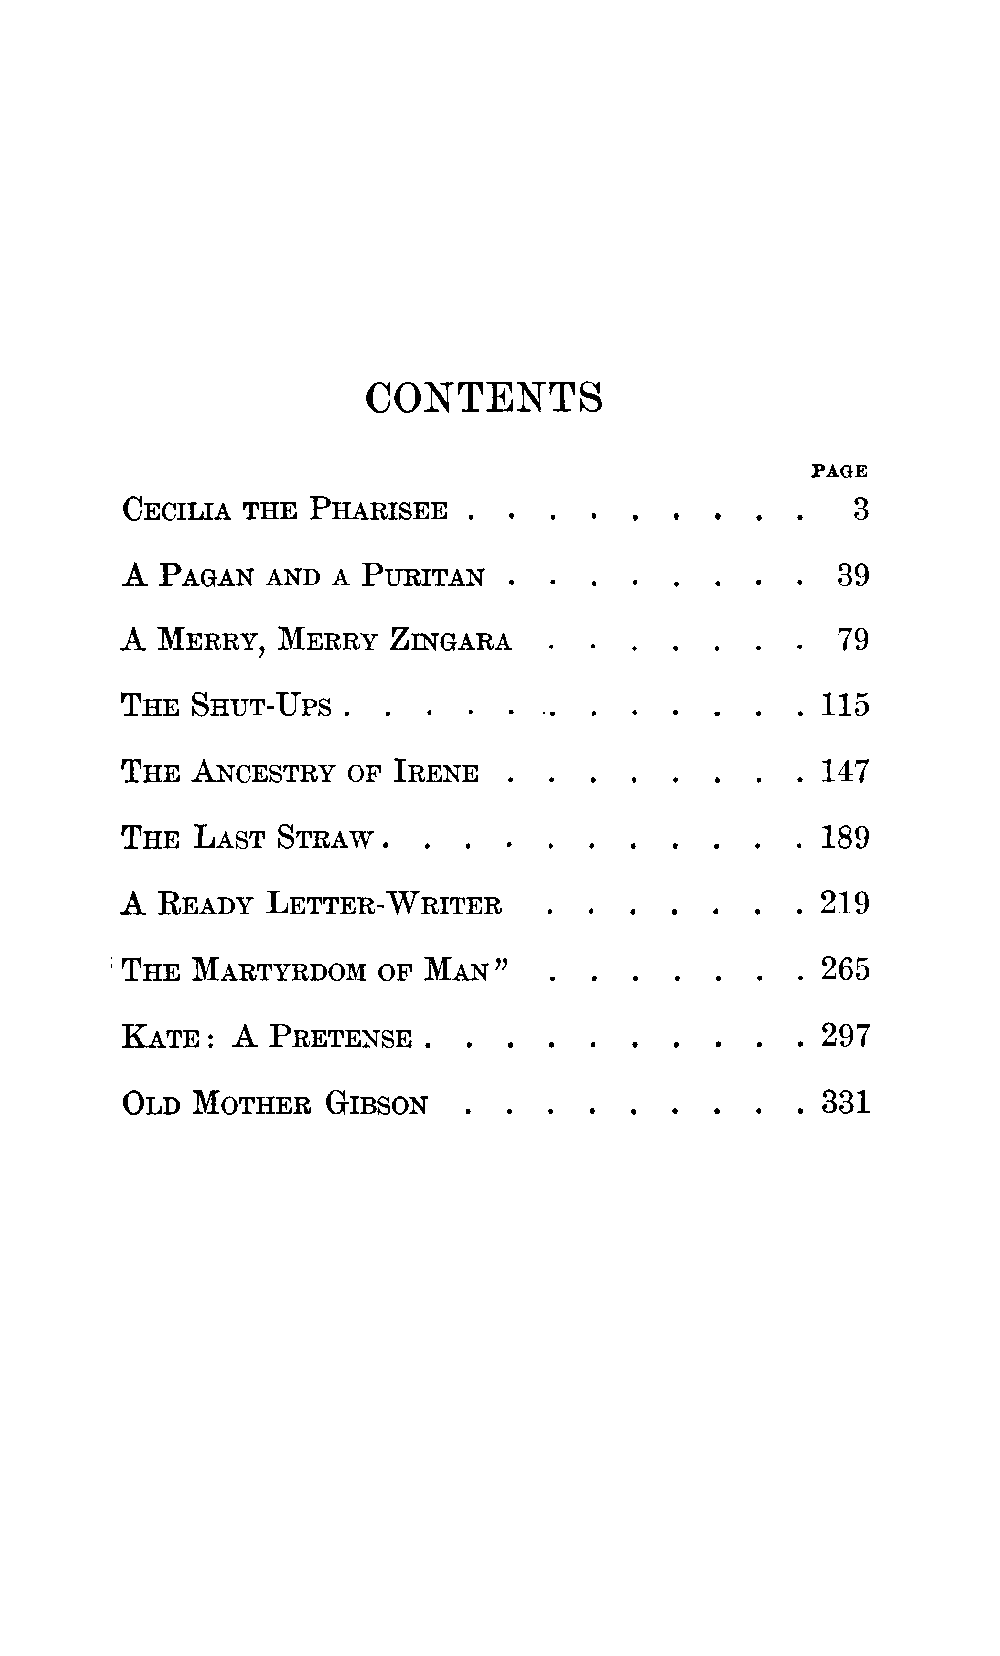 CONTENTS
PAGE
CECILIA THE PHARISEE . . . . . . . . . 3
A PAGAN AND A PURITAN . . . . . . . . 39
A MERRY, MERRY ZINGARA . . . . . . . 79
THE SHUT-UPS . . . . . . . . . . . . 115
THE ANCESTRY OF IRENE . . . . . . . . 147
THE LAST STRAW . . . . . . . . . . . 189
A READY LETTER-WRITER . . . . . . . 219
THE MARTYRDOM OF MAN” . . . . . . . 265
KATE: A PRETENSE . . . . . . . . . . 297
OLD MOTHER GIBSON . . . . . . . . . 331